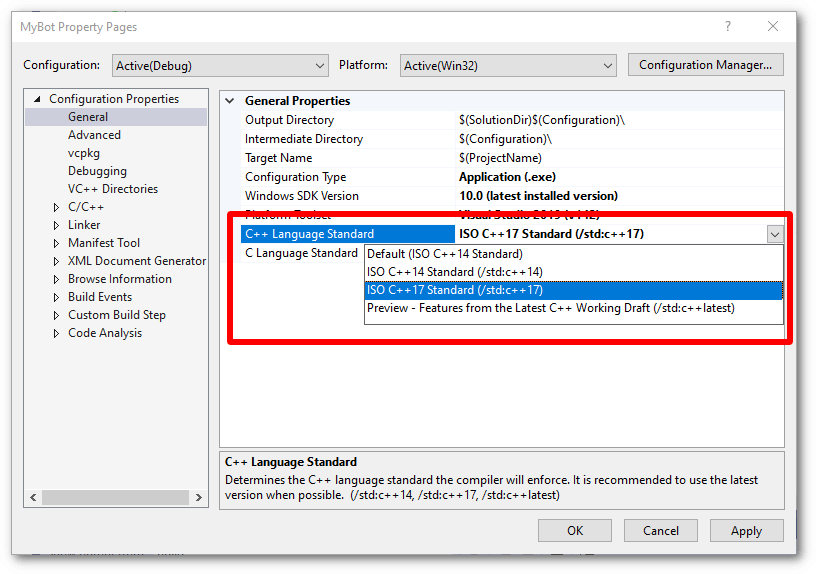 MyBot Property Pages
Configuration: Active(Debug) Platform: Active(Win32) Configuration Manager...
Configuration Properties
General
Advanced
vcpkg
Debugging
VC++ Directories
C/C++
Linker
Manifest Tool
XML Document Generator
Browse Information
Build Events
Custom Build Step
Code Analysis
General Properties
Output Directory $(SolutionDir)$(Configuration)\
Intermediate Directory $(Configuration)\
Target Name $(ProjectName)
Configuration Type Application (.exe)
Windows SDK Version 10.0 (latest installed version)
Platform Toolset Visual Studio 2019 (v142)
C++ Language Standard ISO C++17 Standard (/std:c++17)
C Language Standard
Default (ISO C++14 Standard)
ISO C++14 Standard (/std:c++14)
ISO C++17 Standard (/std:c++17)
Preview - Features from the Latest C++ Working Draft (/std:c++latest)
C++ Language Standard
Determines the C++ language standard the compiler will enforce. It is recommended to use the latest
version when possible. (/std:c++14, /std:c++17, /std:c++latest)
OK Cancel Apply